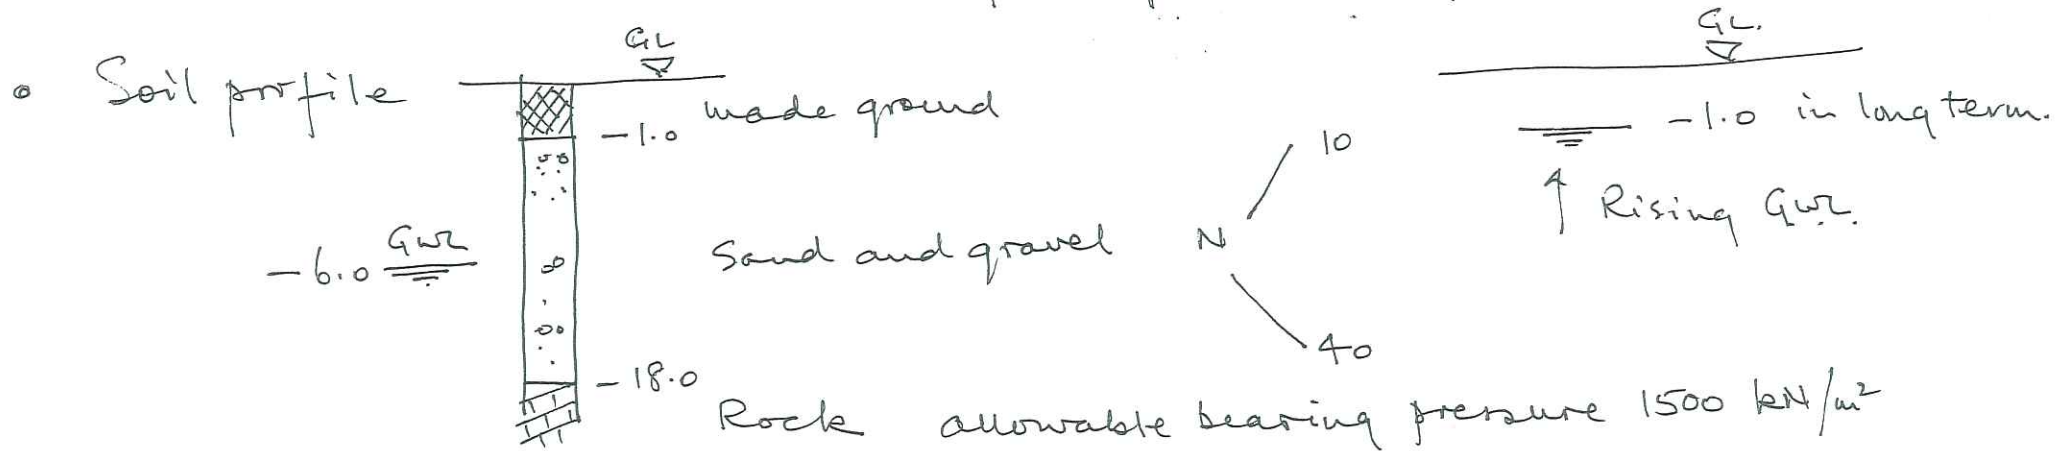 • Soil profile
GL
made ground
-1.0
-6.0 GWL
Sand and gravel N
10
40
-18.0
Rock allowable bearing pressure 1500 kN/m²
GL.
-1.0 in long term.
↑ Rising GWL.